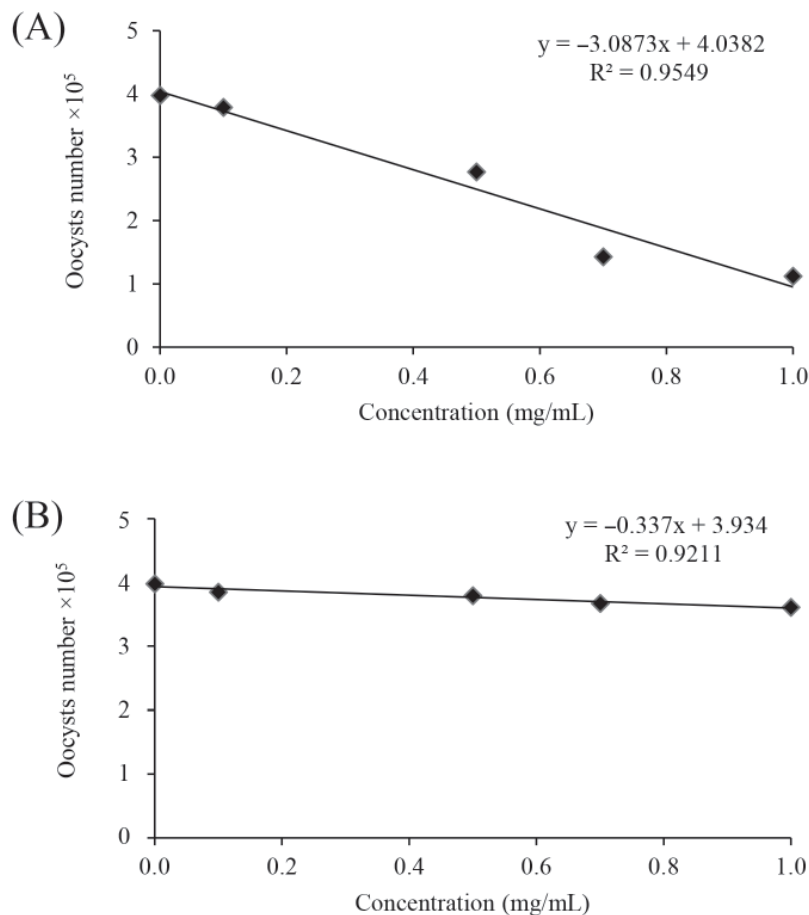 (A)
y = –3.0873x + 4.0382
R² = 0.9549
Oocysts number ×10⁵
5
4
3
2
1
0
0.0 0.2 0.4 0.6 0.8 1.0
Concentration (mg/mL)
(B)
y = –0.337x + 3.934
R² = 0.9211
Oocysts number ×10⁵
5
4
3
2
1
0
0.0 0.2 0.4 0.6 0.8 1.0
Concentration (mg/mL)